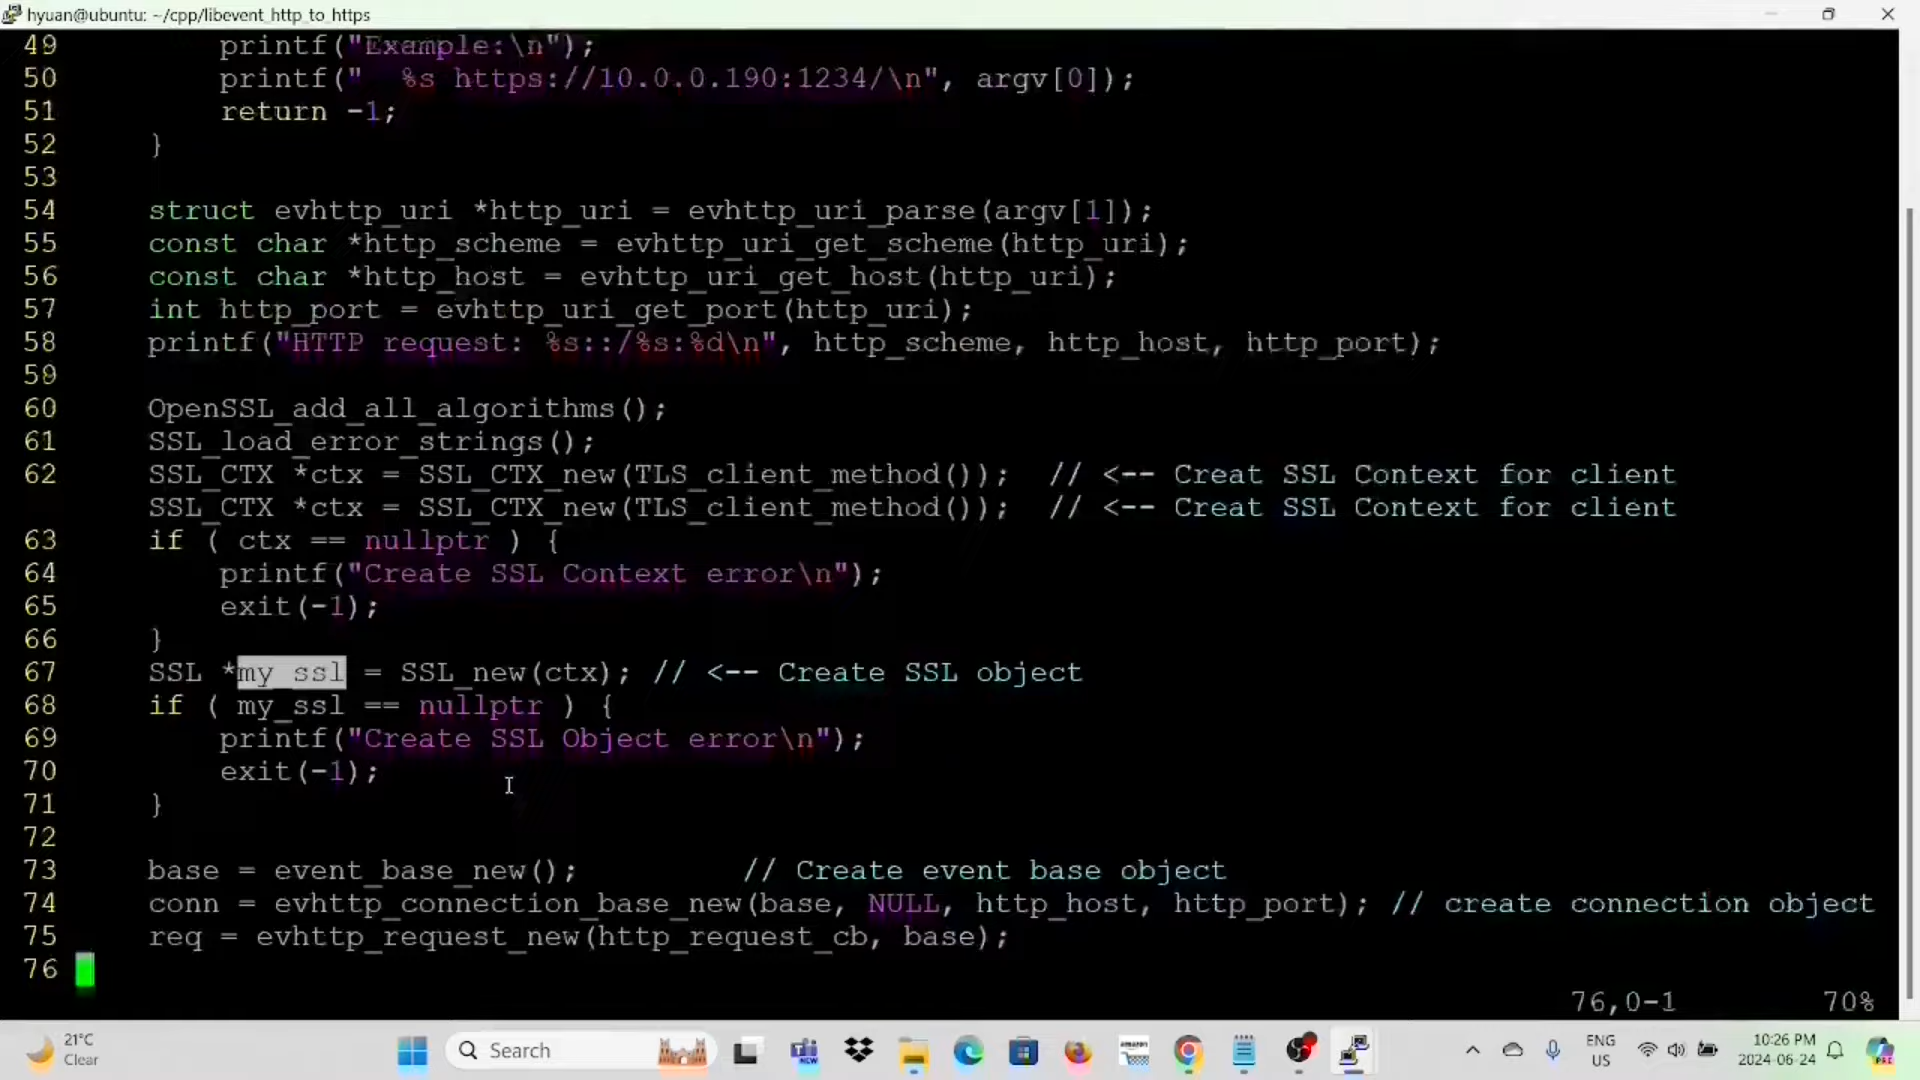 hyuan@ubuntu: ~/cpp/libevent_http_to_https
49         printf("Example:\n");
50         printf("  %s https://10.0.0.190:1234/\n", argv[0]);
51         return -1;
52     }
53
54     struct evhttp_uri *http_uri = evhttp_uri_parse(argv[1]);
55     const char *http_scheme = evhttp_uri_get_scheme(http_uri);
56     const char *http_host = evhttp_uri_get_host(http_uri);
57     int http_port = evhttp_uri_get_port(http_uri);
58     printf("HTTP request: %s::/%s:%d\n", http_scheme, http_host, http_port);
59
60     OpenSSL_add_all_algorithms();
61     SSL_load_error_strings();
62     SSL_CTX *ctx = SSL_CTX_new(TLS_client_method());  // <-- Creat SSL Context for client
       SSL_CTX *ctx = SSL_CTX_new(TLS_client_method());  // <-- Creat SSL Context for client
63     if ( ctx == nullptr ) {
64         printf("Create SSL Context error\n");
65         exit(-1);
66     }
67     SSL *my_ssl = SSL_new(ctx); // <-- Create SSL object
68     if ( my_ssl == nullptr ) {
69         printf("Create SSL Object error\n");
70         exit(-1);
71     }
72
73     base = event_base_new();         // Create event base object
74     conn = evhttp_connection_base_new(base, NULL, http_host, http_port); // create connection object
75     req = evhttp_request_new(http_request_cb, base);
76
76,0-1 70%
21°C
Clear
Search
NEW
amazon
ENG
US
10:26 PM
2024-06-24
PRE